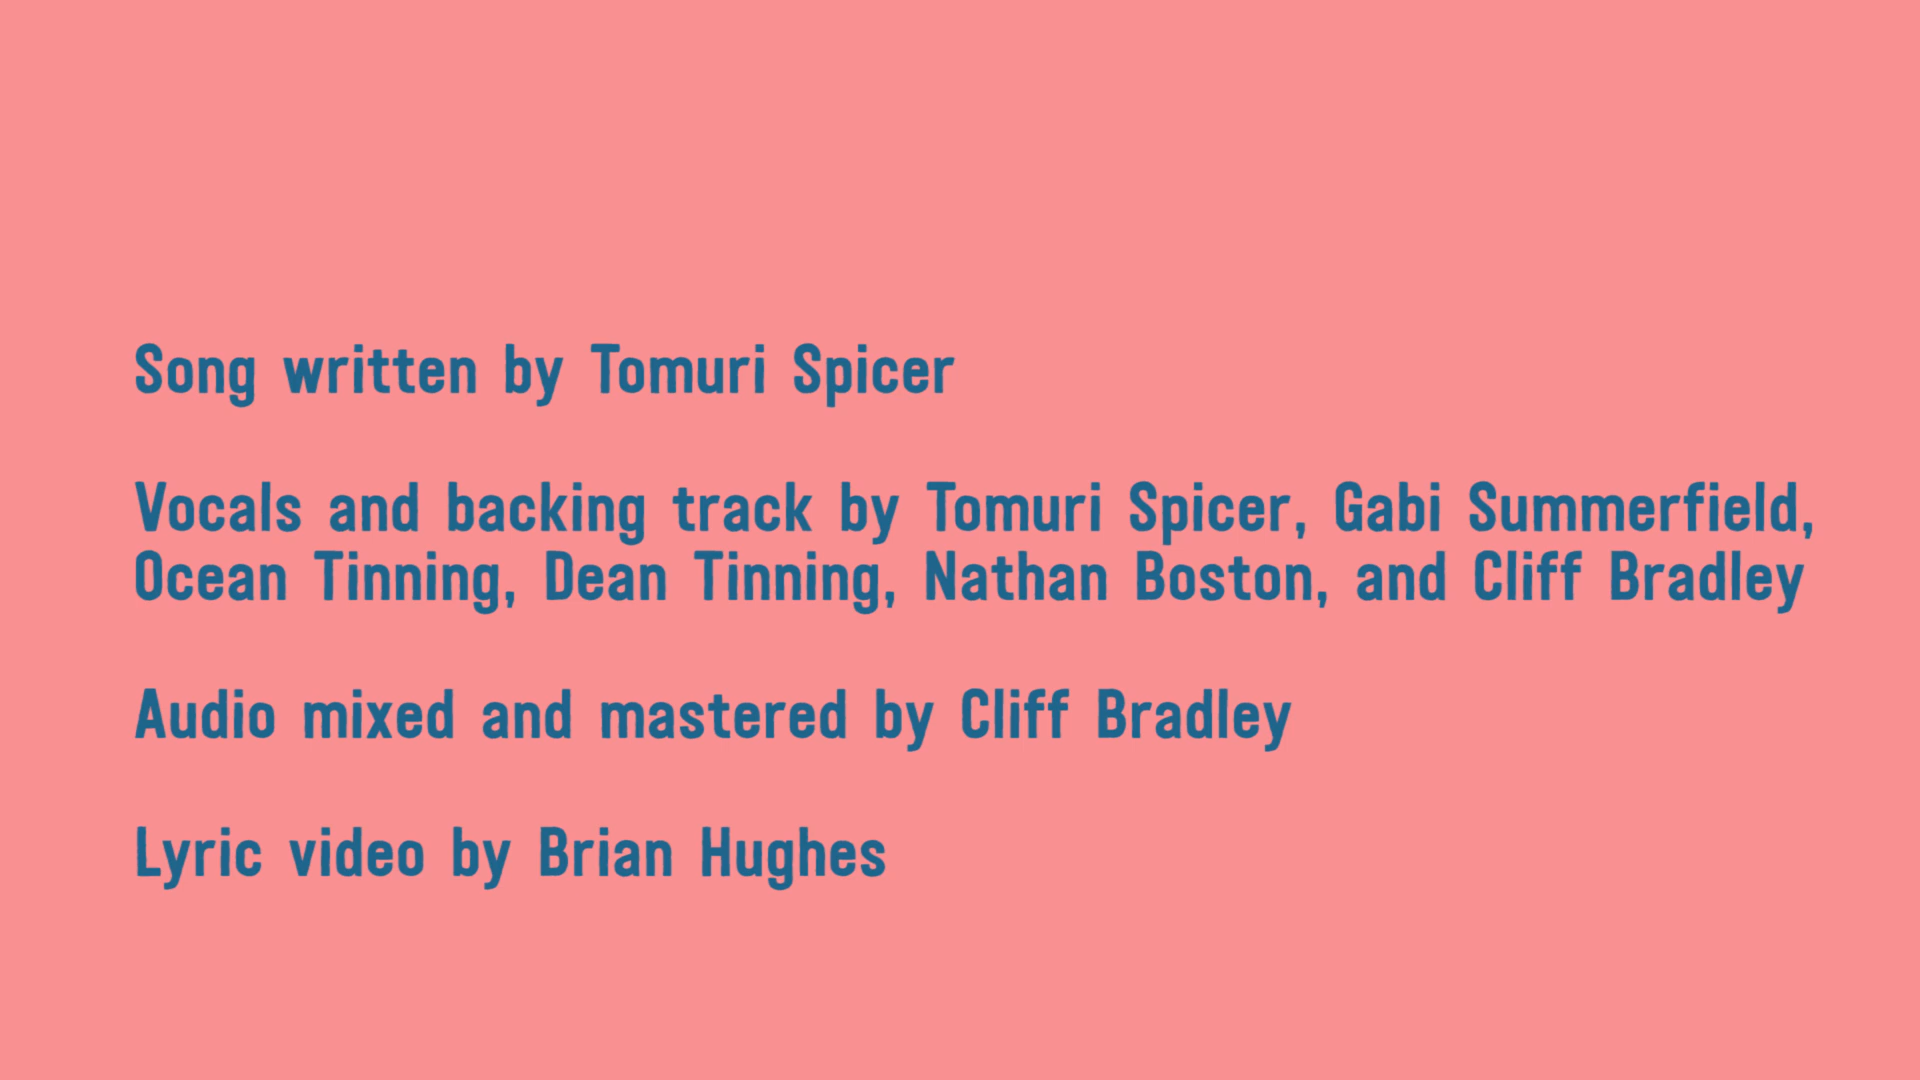 Song written by Tomuri Spicer
Vocals and backing track by Tomuri Spicer, Gabi Summerfield,
Ocean Tinning, Dean Tinning, Nathan Boston, and Cliff Bradley
Audio mixed and mastered by Cliff Bradley
Lyric video by Brian Hughes